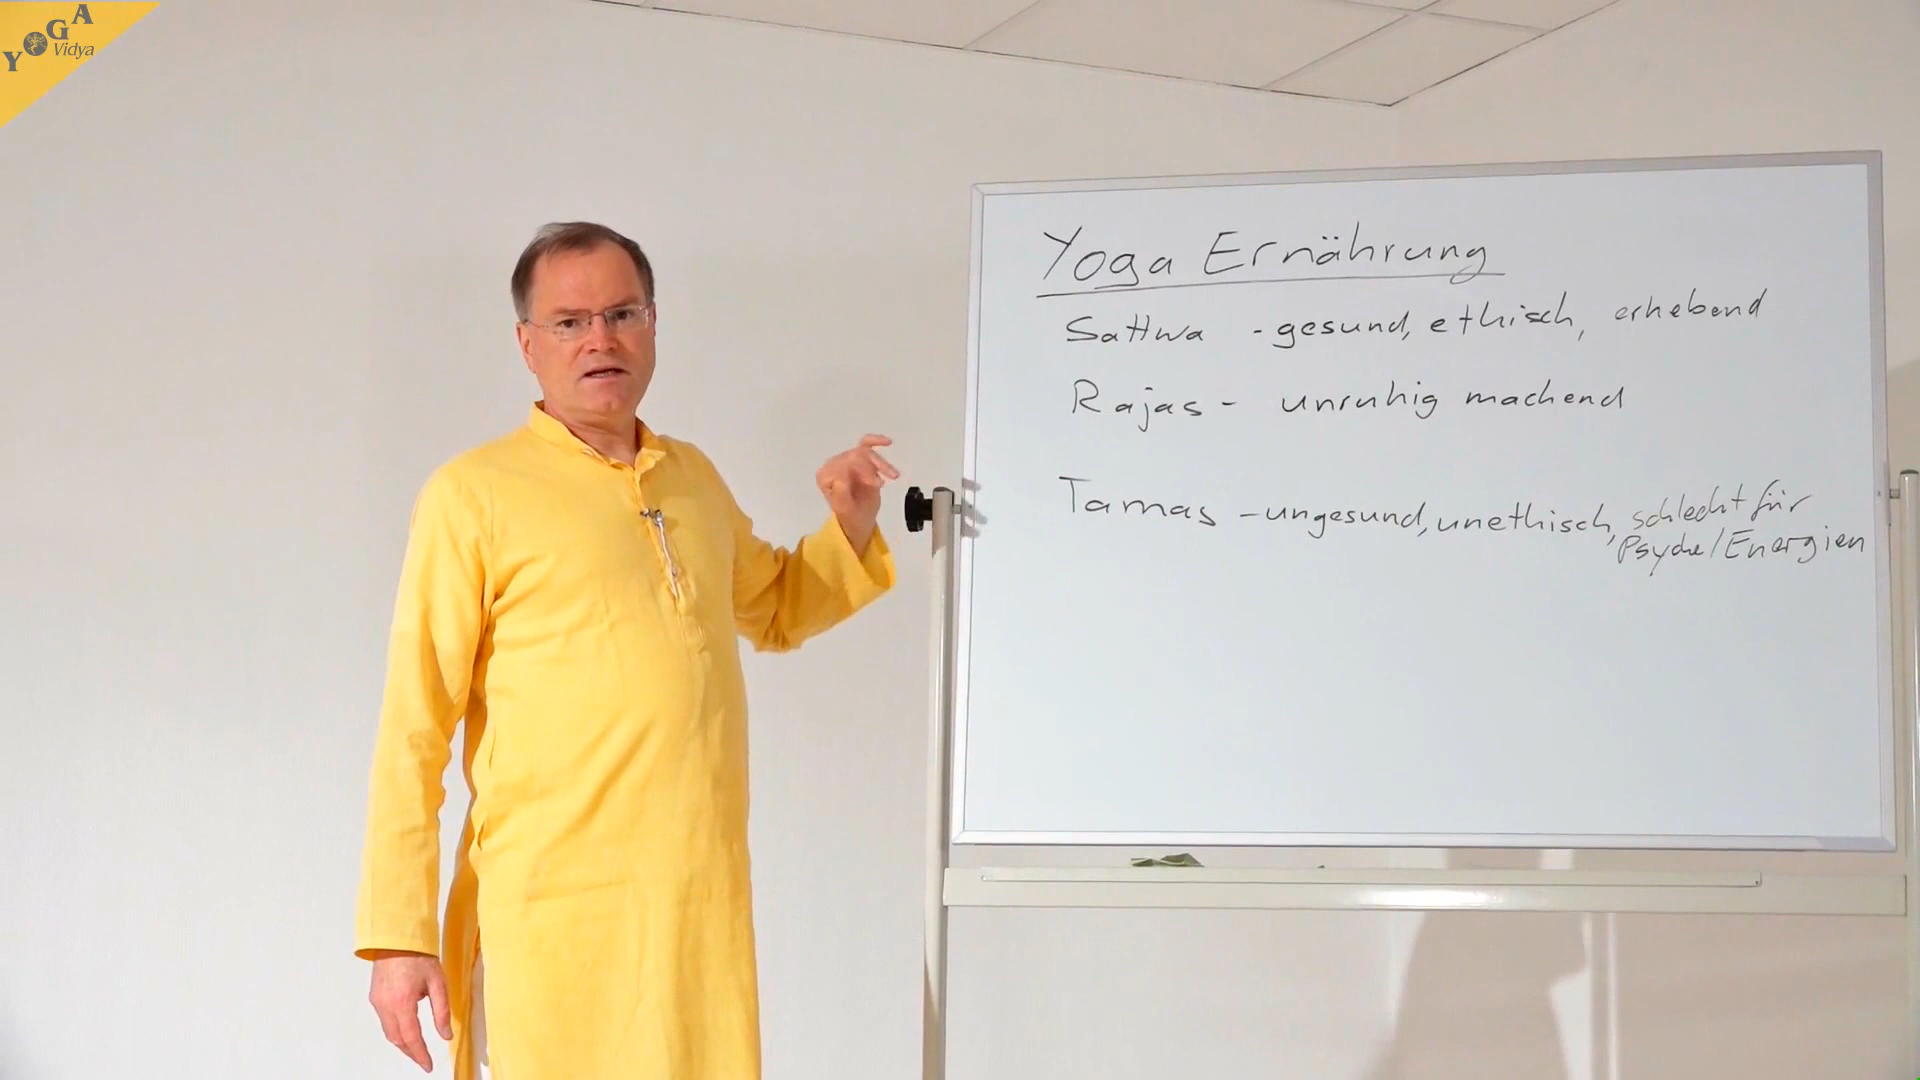 YOGA
Vidya
Yoga Ernährung
Sattwa - gesund, ethisch, erhebend
Rajas - unruhig machend
Tamas - ungesund, unethisch, schlecht für
Psyche/Energien